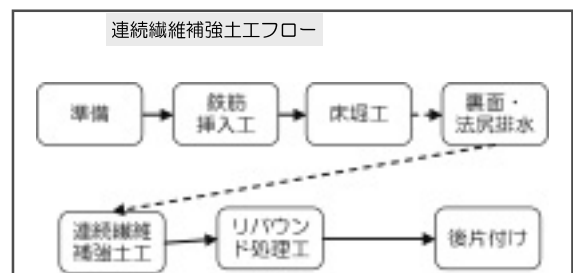 連続繊維補強土工フロー
準備
鉄筋
挿入工
床堀工
裏面・
法尻排水
連続繊維
補強土工
リバウン
ド処理工
後片付け